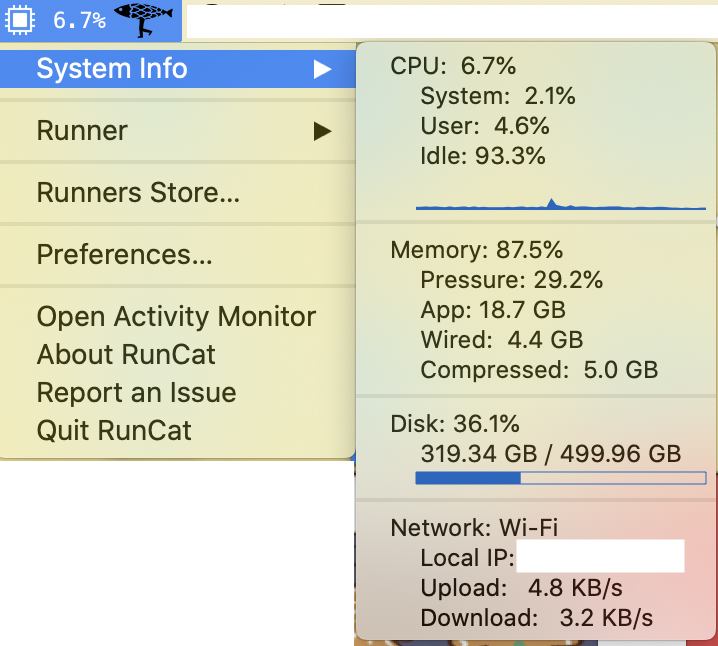 6.7%
System Info
Runner
Runners Store...
Preferences...
Open Activity Monitor
About RunCat
Report an Issue
Quit RunCat
CPU: 6.7%
System: 2.1%
User: 4.6%
Idle: 93.3%
Memory: 87.5%
Pressure: 29.2%
App: 18.7 GB
Wired: 4.4 GB
Compressed: 5.0 GB
Disk: 36.1%
319.34 GB / 499.96 GB
Network: Wi-Fi
Local IP:
Upload: 4.8 KB/s
Download: 3.2 KB/s